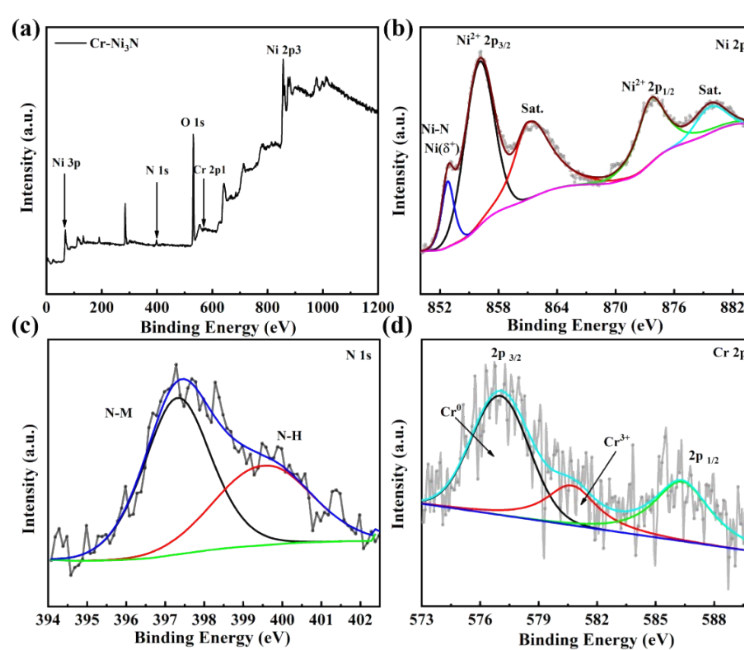 (a)
Cr-Ni₃N
Ni 2p3
O 1s
Cr 2p1
Ni 3p
N 1s
Intensity (a.u.)
0 200 400 600 800 1000 1200
Binding Energy (eV)
(b)
Ni 2p
Ni²⁺ 2p₃/₂
Ni²⁺ 2p₁/₂
Sat.
Sat.
Ni-N
Ni(δ⁺)
Intensity (a.u.)
852 858 864 870 876 882
Binding Energy (eV)
(c)
N 1s
N-M
N-H
Intensity (a.u.)
394 395 396 397 398 399 400 401 402
Binding Energy (eV)
(d)
Cr 2p
2p ₃/₂
Cr⁰
Cr³⁺
2p ₁/₂
Intensity (a.u.)
573 576 579 582 585 588
Binding Energy (eV)